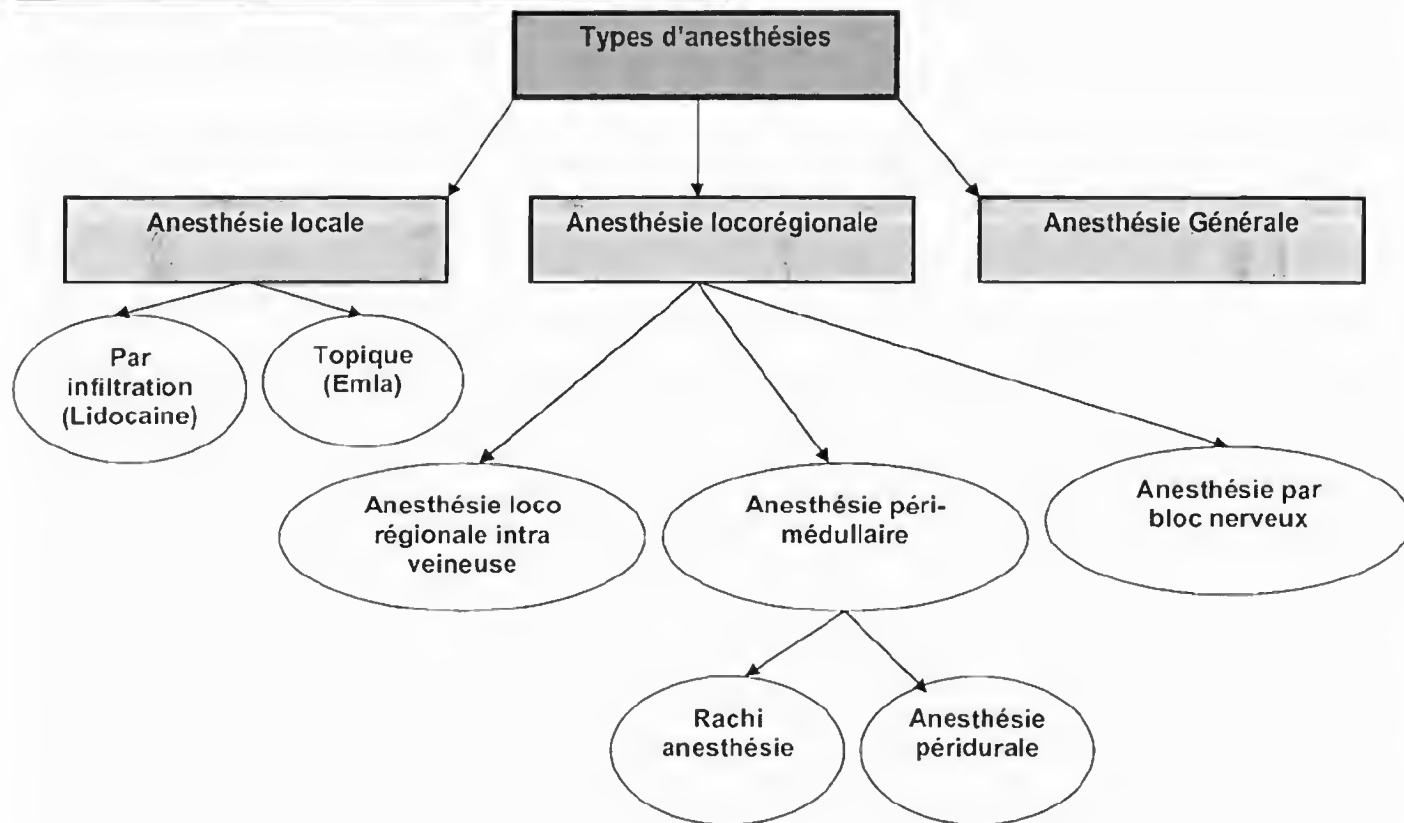 Types d'anesthésies
Anesthésie locale
Anesthésie locorégionale
Anesthésie Générale
Par
infiltration
(Lidocaine)
Topique
(Emla)
Anesthésie loco
régionale intra
veineuse
Anesthésie péri-
médullaire
Anesthésie par
bloc nerveux
Rachi
anesthésie
Anesthésie
péridurale